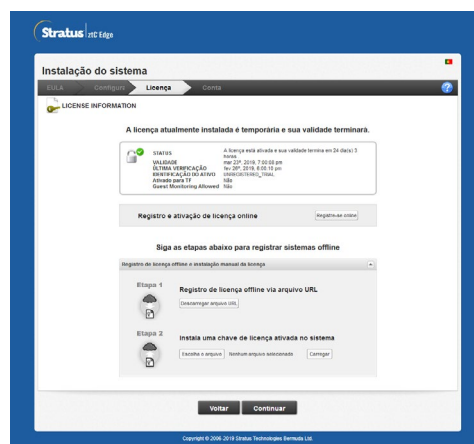 Stratus ztC Edge
Instalação do sistema
EULA Configure Licença Conta
LICENSE INFORMATION
A licença atualmente instalada é temporária e sua validade terminará.
STATUS A licença está ativada e sua validade termina em 24 dia(s) 3 horas
VALIDADE mar 23º, 2019, 7:00:00 pm
ÚLTIMA VERIFICAÇÃO fev 26º, 2019, 6:00:10 pm
IDENTIFICAÇÃO DO ATIVO UNREGISTERED_TRIAL
Ativado para TF Não
Guest Monitoring Allowed Não
Registro e ativação de licença online Registre-se online
Siga as etapas abaixo para registrar sistemas offline
Registro de licença offline e instalação manual da licença
Etapa 1 Registro de licença offline via arquivo URL
Descarregar arquivo URL
Etapa 2 Instala uma chave de licença ativada no sistema
Escolha o arquivo Nenhum arquivo selecionado Carregar
Voltar Continuar
Copyright © 2006-2019 Stratus Technologies Bermuda Ltd.